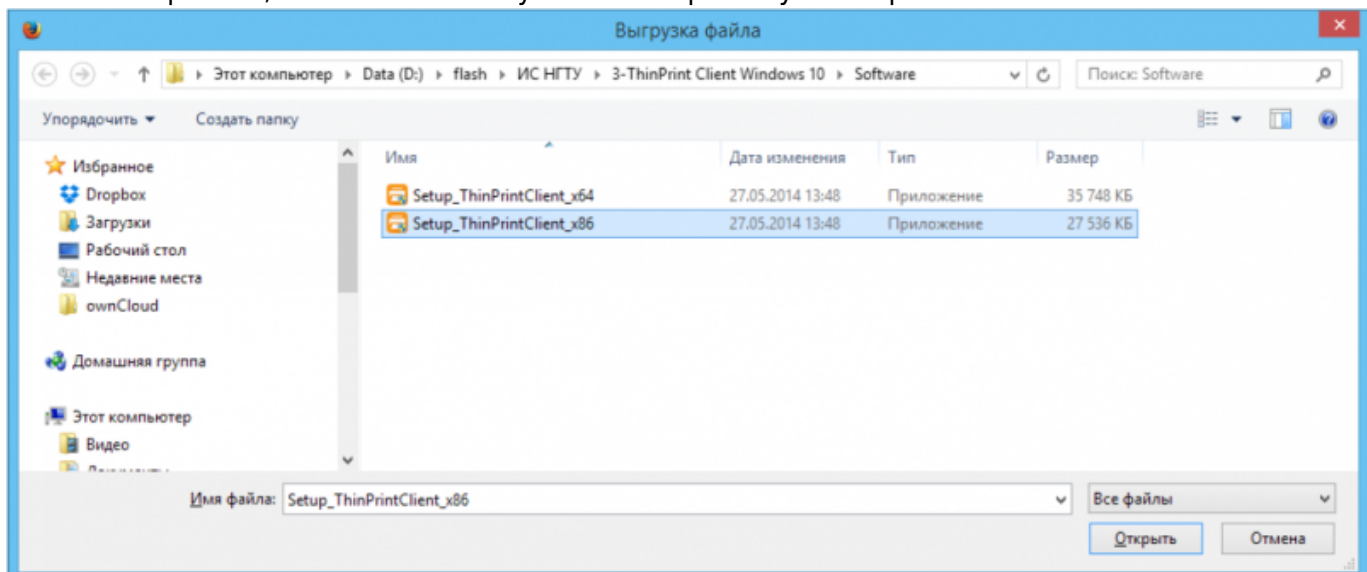 Выгрузка файла
Этот компьютер ▸ Data (D:) ▸ flash ▸ ИС НГТУ ▸ 3-ThinPrint Client Windows 10 ▸ Software
Поиск: Software
Упорядочить
Создать папку
Имя
Дата изменения
Тип
Размер
Избранное
Dropbox
Загрузки
Рабочий стол
Недавние места
ownCloud
Домашняя группа
Этот компьютер
Видео
Setup_ThinPrintClient_x64 27.05.2014 13:48 Приложение 35 748 КБ
Setup_ThinPrintClient_x86 27.05.2014 13:48 Приложение 27 536 КБ
Имя файла: Setup_ThinPrintClient_x86
Все файлы
Открыть
Отмена